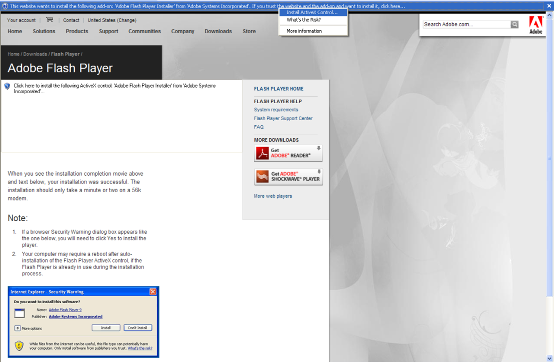 This website wants to install the following add-on: 'Adobe Flash Player Installer' from 'Adobe Systems Incorporated'. If you trust the website and the add-on and want to install it, click here...
Install ActiveX Control...
What's the Risk?
More information
Your account
Contact
United States (Change)
Home
Solutions
Products
Support
Communities
Company
Downloads
Store
Search Adobe.com...
Adobe
Home / Downloads / Flash Player /
Adobe Flash Player
Click here to install the following ActiveX control 'Adobe Flash Player Installer' from 'Adobe Systems
Incorporated'.
FLASH PLAYER HOME
FLASH PLAYER HELP
System requirements
Flash Player Support Center
FAQ
MORE DOWNLOADS
Get
ADOBE® READER®
Get ADOBE®
SHOCKWAVE® PLAYER
More web players
When you see the installation completion movie above
and text below, your installation was successful. The
installation should only take a minute or two on a 56k
modem.
Note:
1. If a browser Security Warning dialog box appears like
the one below, you will need to click Yes to install the
player.
2. Your computer may require a reboot after auto-
installation of the Flash Player ActiveX control, if the
Flash Player is already in use during the installation
process.
Internet Explorer - Security Warning
Do you want to install this software?
Name: Adobe Flash Player 9
Publisher: Adobe Systems Incorporated
More options
Install
Don't Install
While files from the Internet can be useful, this file type can potentially harm
your computer. Only install software from publishers you trust. What's the risk?